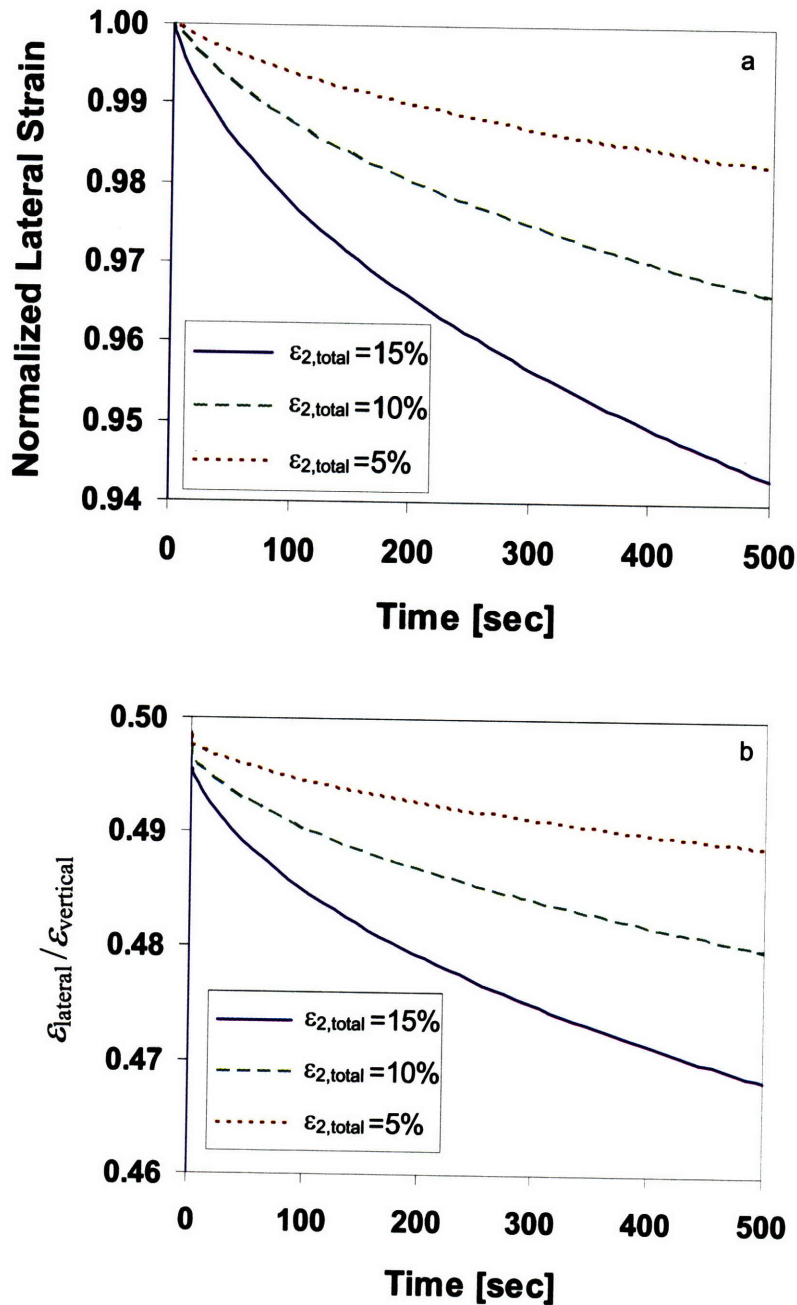 a
Normalized Lateral Strain
1.00
0.99
0.98
0.97
0.96
0.95
0.94
ε2,total =15%
ε2,total =10%
ε2,total =5%
0 100 200 300 400 500
Time [sec]
b
εlateral / εvertical
0.50
0.49
0.48
0.47
0.46
ε2,total =15%
ε2,total =10%
ε2,total =5%
0 100 200 300 400 500
Time [sec]